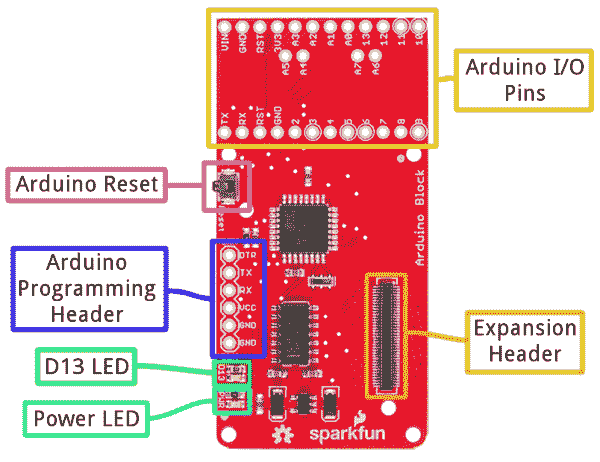 VIN GND RST 3V3 A3 A2 A1 A0 13 12 11 10
A5 A4 A7 A6
TX RX RST GND 2 3 4 5 6 7 8 9
Arduino I/O
Pins
Arduino Reset
Reset
Arduino Block
Arduino
Programming
Header
DTR
TX
RX
VCC
GND
GND
Expansion
Header
D13 LED
Power LED
sparkfun